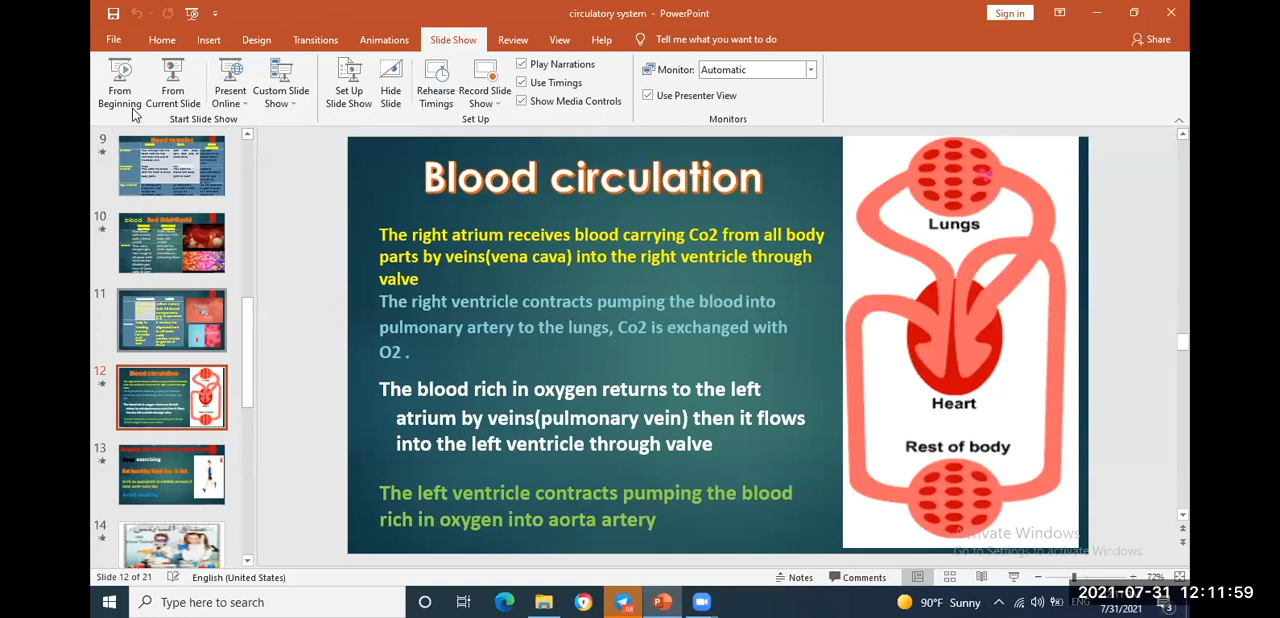 circulatory system - PowerPoint
Sign in
File Home Insert Design Transitions Animations Slide Show Review View Help Tell me what you want to do Share
From Beginning
From Current Slide
Present Online
Custom Slide Show
Set Up Slide Show
Hide Slide
Rehearse Timings
Record Slide Show
Play Narrations
Use Timings
Show Media Controls
Monitor: Automatic
Use Presenter View
Start Slide Show Set Up Monitors
9
10
11
12
13
14
Blood circulation
The right atrium receives blood carrying Co2 from all body
parts by veins(vena cava) into the right ventricle through
valve
The right ventricle contracts pumping the blood into
pulmonary artery to the lungs, Co2 is exchanged with
O2 .
The blood rich in oxygen returns to the left
atrium by veins(pulmonary vein) then it flows
into the left ventricle through valve
The left ventricle contracts pumping the blood
rich in oxygen into aorta artery
Lungs
Heart
Rest of body
Activate Windows
Go to Settings to activate Windows.
Slide 12 of 21 English (United States) Notes Comments 72%
Type here to search 98 90°F Sunny ENG 7/31/2021 3
2021-07-31 12:11:59